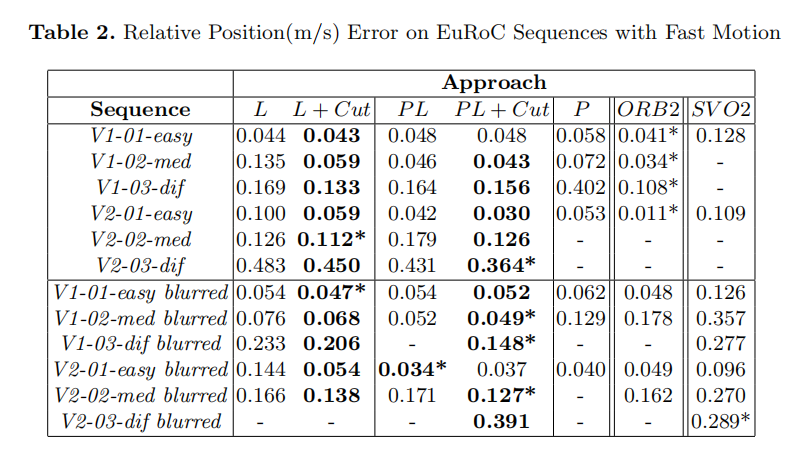 Table 2. Relative Position(m/s) Error on EuRoC Sequences with Fast Motion
Approach
Sequence L L + Cut PL PL + Cut P ORB2 SVO2
V1-01-easy 0.044 0.043 0.048 0.048 0.058 0.041* 0.128
V1-02-med 0.135 0.059 0.046 0.043 0.072 0.034* -
V1-03-dif 0.169 0.133 0.164 0.156 0.402 0.108* -
V2-01-easy 0.100 0.059 0.042 0.030 0.053 0.011* 0.109
V2-02-med 0.126 0.112* 0.179 0.126 - - -
V2-03-dif 0.483 0.450 0.431 0.364* - - -
V1-01-easy blurred 0.054 0.047* 0.054 0.052 0.062 0.048 0.126
V1-02-med blurred 0.076 0.068 0.052 0.049* 0.129 0.178 0.357
V1-03-dif blurred 0.233 0.206 - 0.148* - - 0.277
V2-01-easy blurred 0.144 0.054 0.034* 0.037 0.040 0.049 0.096
V2-02-med blurred 0.166 0.138 0.171 0.127* - 0.162 0.270
V2-03-dif blurred - - - 0.391 - - 0.289*